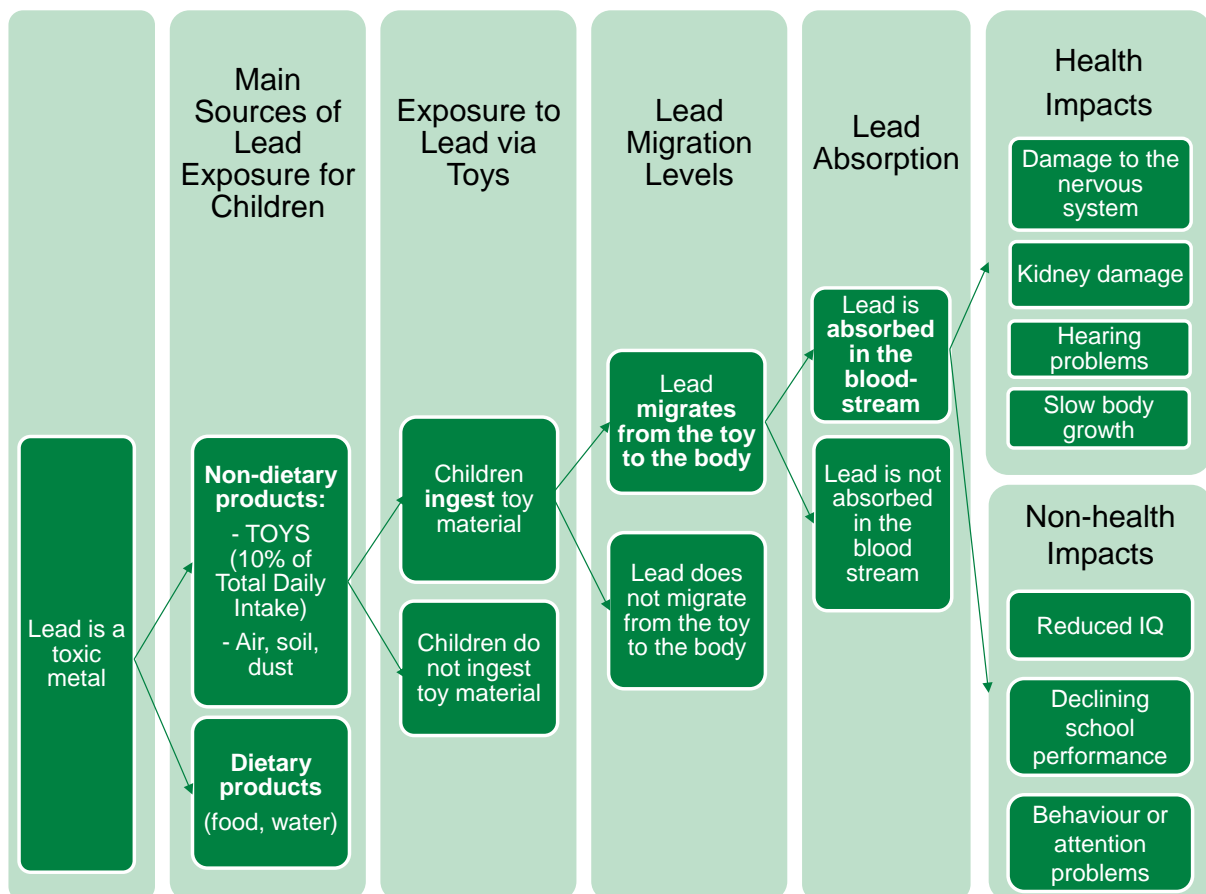 Lead is a
toxic
metal
Main
Sources of
Lead
Exposure for
Children
Non-dietary
products:
- TOYS
(10% of
Total Daily
Intake)
- Air, soil,
dust
Dietary
products
(food, water)
Exposure to
Lead via
Toys
Children
ingest toy
material
Children do
not ingest
toy material
Lead
Migration
Levels
Lead
migrates
from the toy
to the body
Lead does
not migrate
from the toy
to the body
Lead
Absorption
Lead is
absorbed
in the
blood-
stream
Lead is not
absorbed
in the
blood
stream
Health
Impacts
Damage to the
nervous
system
Kidney damage
Hearing
problems
Slow body
growth
Non-health
Impacts
Reduced IQ
Declining
school
performance
Behaviour or
attention
problems